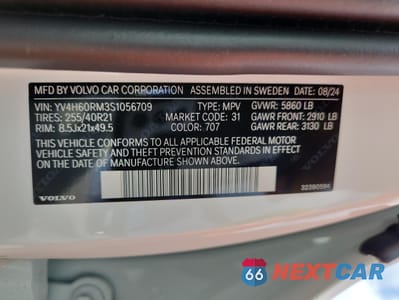 BY: VOLVO CAR CORPORATION ASSEMBLED IN SWEDEN DATE: 08/24
VIN: YV4H60RM3S1056709 TYPE: MPV GVWR: 5860 LB
TIRES: 255/40R21 MARKET CODE: 31 GAWR FRONT: 2910 LB
RIM: 8.5Jx21x49.5 COLOR: 707 GAWR REAR: 3130 LB
THIS VEHICLE CONFORMS TO ALL APPLICABLE FEDERAL MOTOR
VEHICLE SAFETY AND THEFT PREVENTION STANDARDS IN EFFECT ON
THE DATE OF MANUFACTURE SHOWN ABOVE.
VOLVO
32390594
66 NEXTCAR